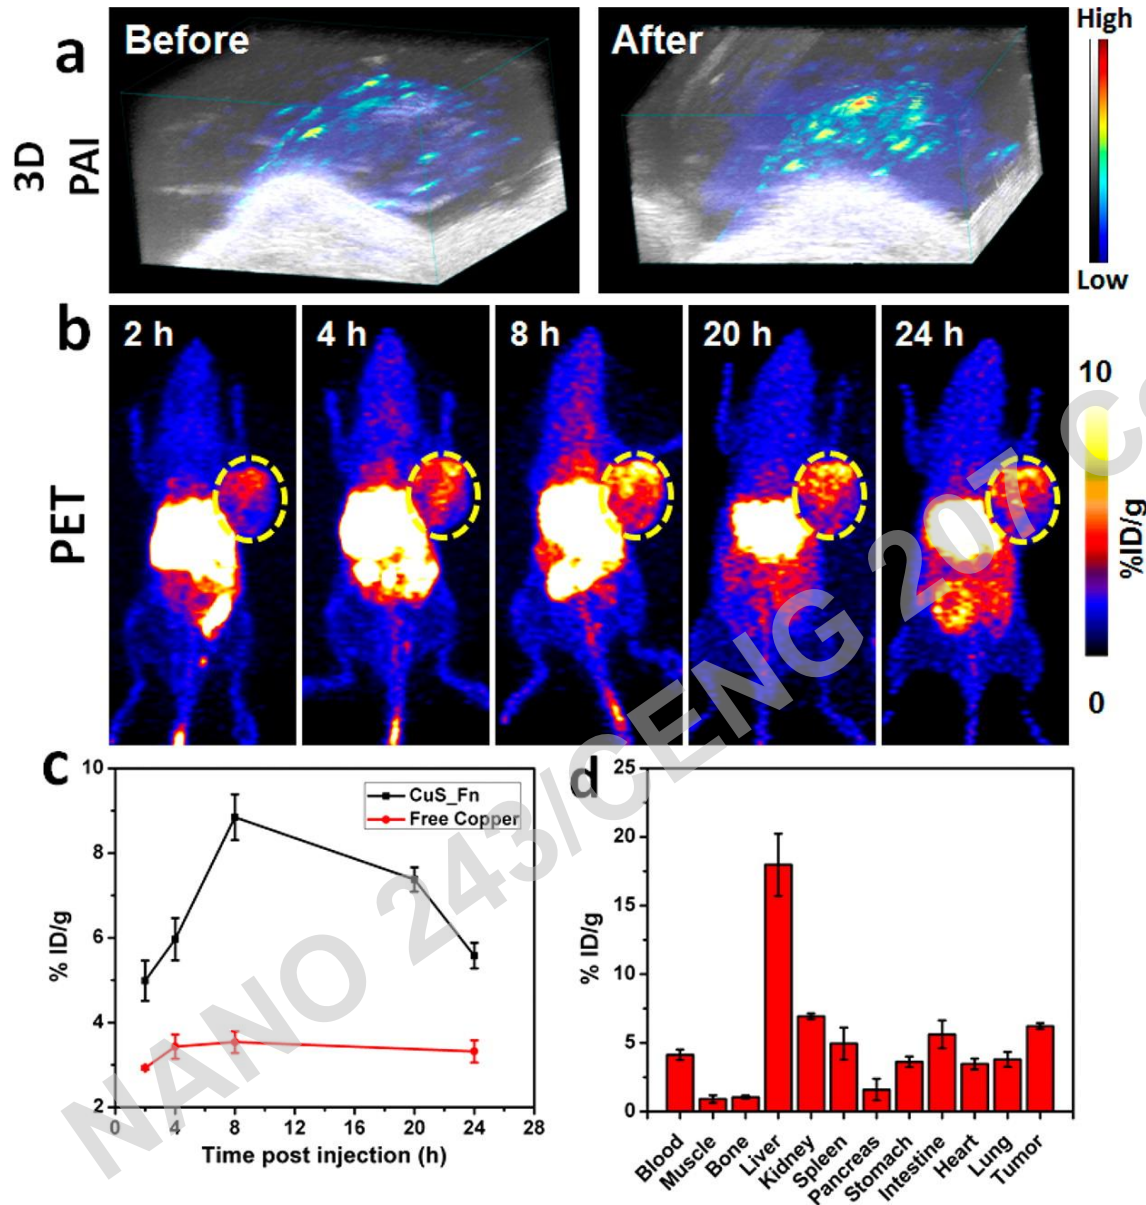 a
Before
After
High
3D
PAI
Low
b
2 h
4 h
8 h
20 h
24 h
10
PET
%ID/g
0
c
10
8
6
4
2
% ID/g
CuS_Fn
Free Copper
0
4
8
12
16
20
24
28
Time post injection (h)
d
25
20
15
10
5
0
% ID/g
Blood
Muscle
Bone
Liver
Kidney
Spleen
Pancreas
Stomach
Intestine
Heart
Lung
Tumor
NANO 243/CENG 207